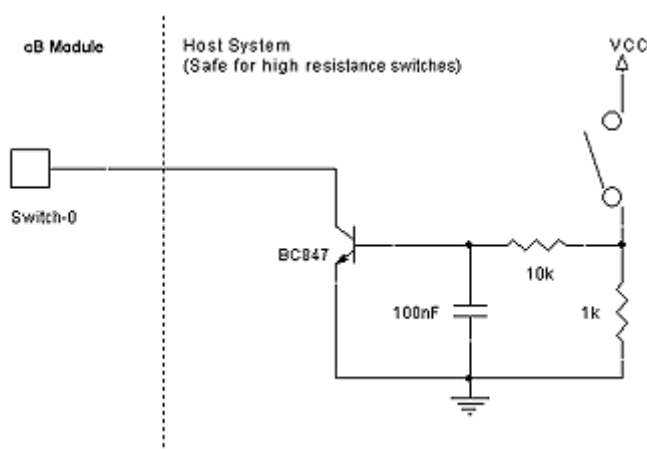 oB Module
Host System
(Safe for high resistance switches)
VCC
Switch-0
BC847
10k
100nF
1k